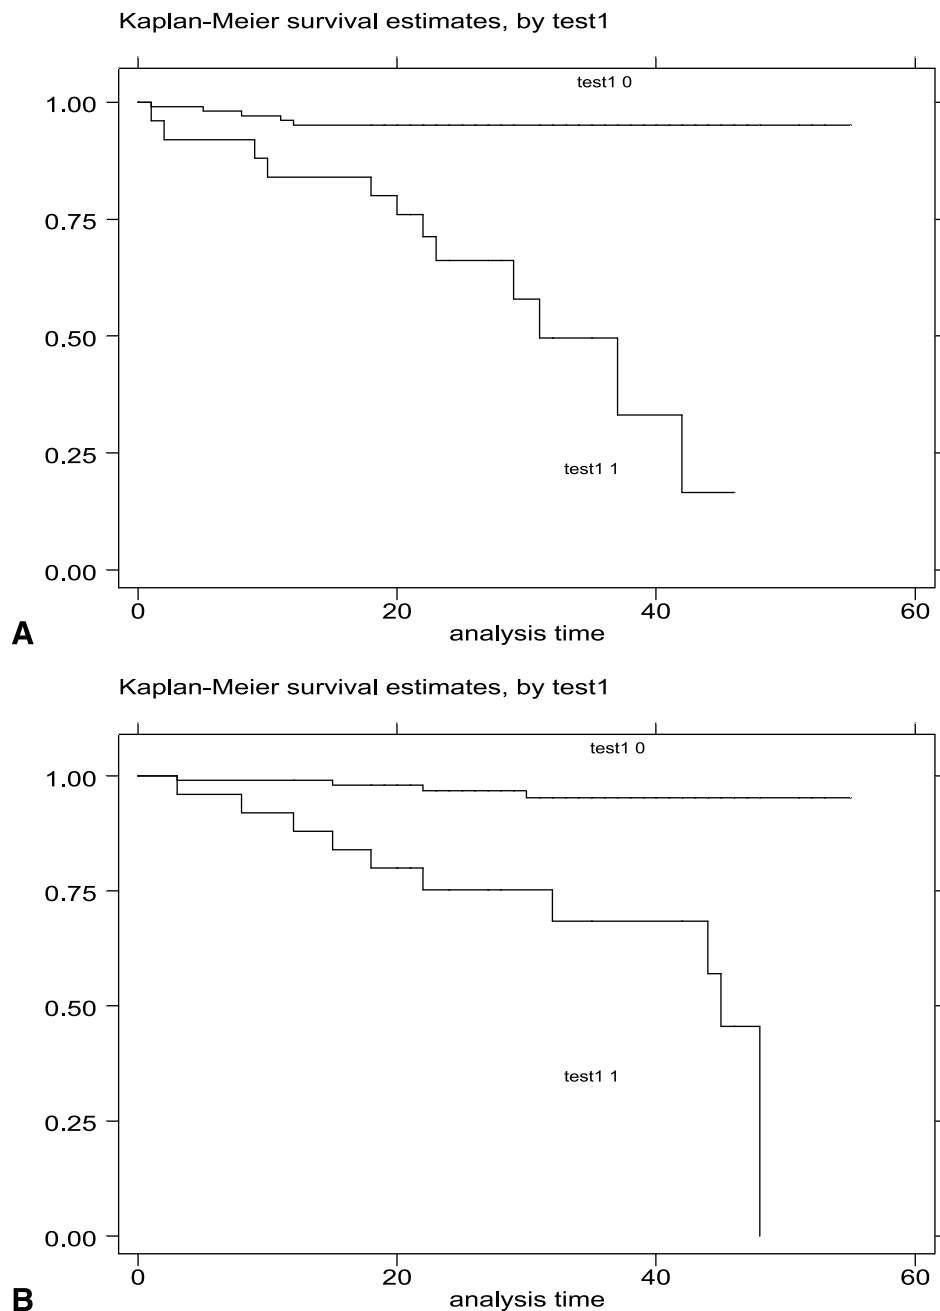 Kaplan-Meier survival estimates, by test1
test1 0
1.00
0.75
0.50
0.25
test1 1
0.00
0
20
40
60
analysis time
A
Kaplan-Meier survival estimates, by test1
test1 0
1.00
0.75
0.50
test1 1
0.25
0.00
0
20
40
60
analysis time
B